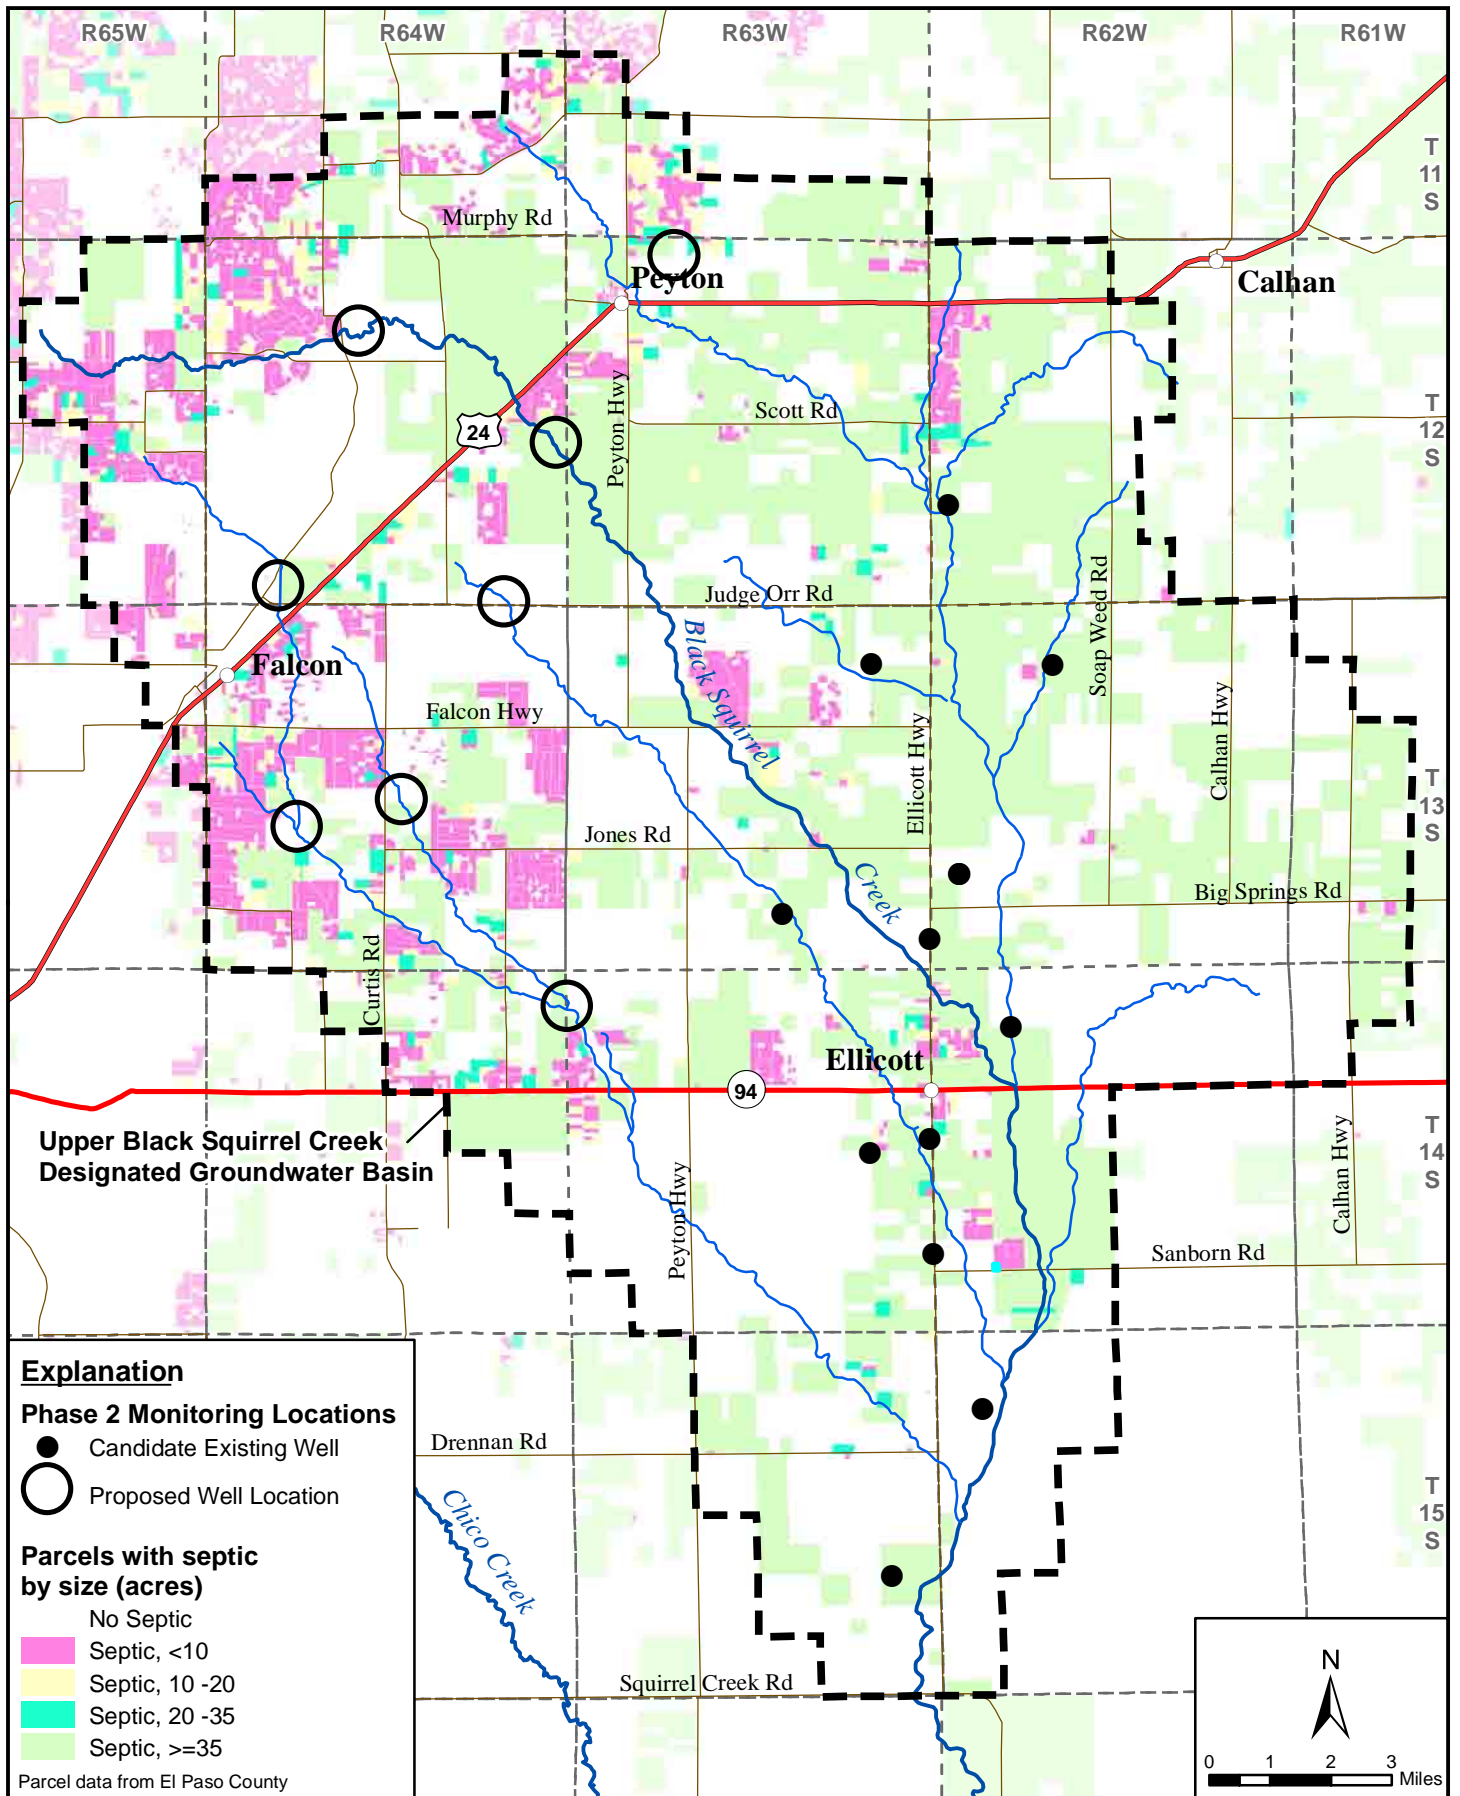 R65W
R64W
R63W
R62W
R61W
T
11
S
Murphy Rd
Peyton
Calhan
Peyton Hwy
Scott Rd
24
T
12
S
Judge Orr Rd
Soap Weed Rd
Black Squirrel
Creek
Falcon
Falcon Hwy
Ellicott Hwy
Calhan Hwy
T
13
S
Jones Rd
Big Springs Rd
Curtis Rd
Ellicott
94
Upper Black Squirrel Creek
Designated Groundwater Basin
T
14
S
Calhan Hwy
Peyton Hwy
Sanborn Rd
Drennan Rd
Chico Creek
T
15
S
Squirrel Creek Rd
Explanation
Phase 2 Monitoring Locations
Candidate Existing Well
Proposed Well Location
Parcels with septic
by size (acres)
No Septic
Septic, <10
Septic, 10 -20
Septic, 20 -35
Septic, >=35
Parcel data from El Paso County
N
0 1 2 3
Miles